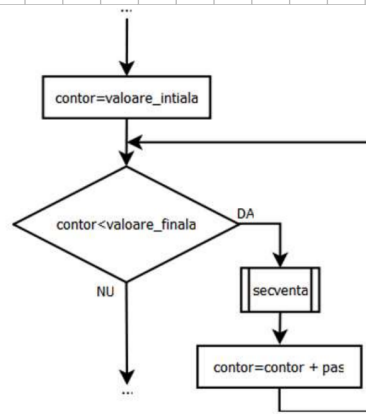 ...
contor=valoare_intiala
contor<valoare_finala
DA
NU
secventa
contor=contor + pas
...